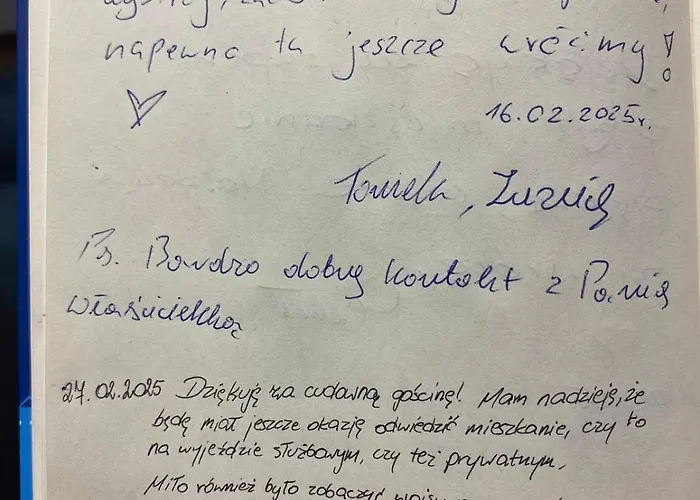 napewno tu jeszcze wrócimy!
16.02.2025r.
Ps. Bardzo dobry kontakt z Panią
właścicielką
27.02.2025 Dziękuję za cudowną gościnę! Mam nadzieję, że
będę miał jeszcze okazję odwiedzić mieszkanie, czy to
na wyjeździe służbowym, czy też prywatnym.
Miło również było zobaczyć